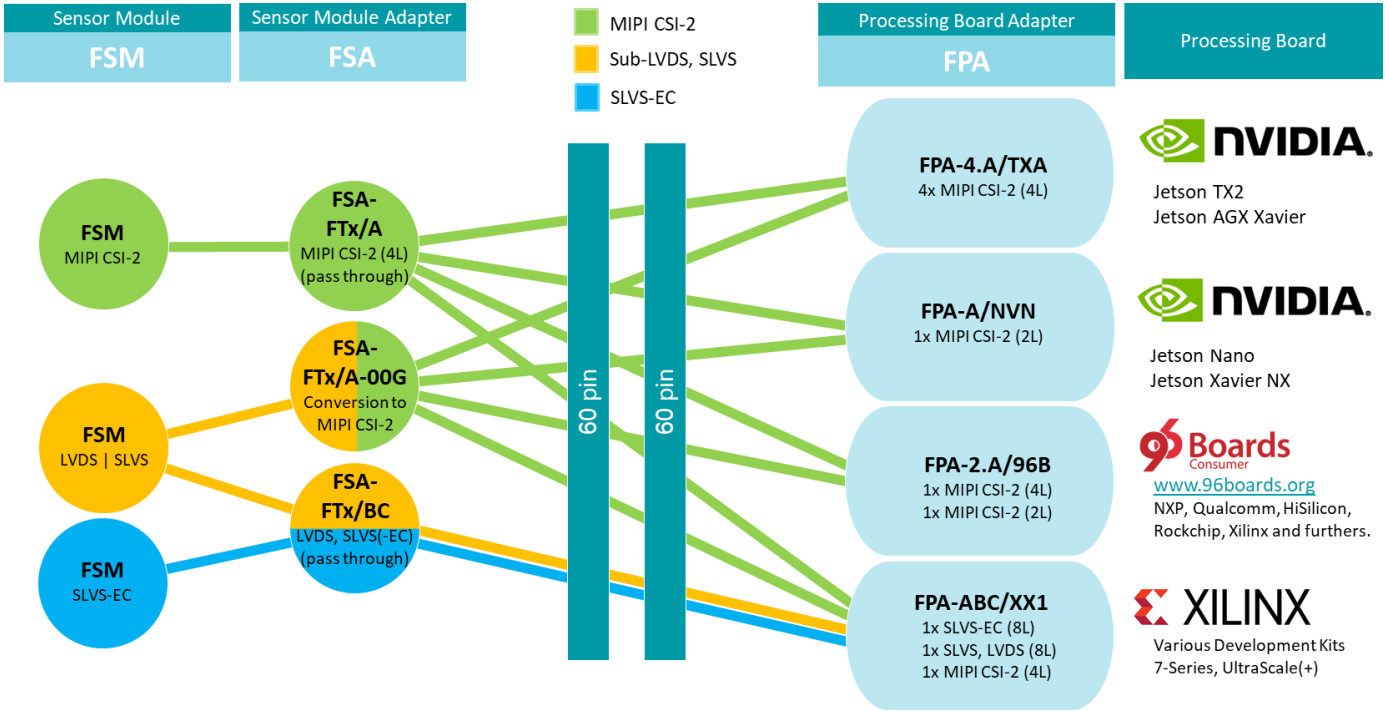 Sensor Module
FSM
Sensor Module Adapter
FSA
MIPI CSI-2
Sub-LVDS, SLVS
SLVS-EC
Processing Board Adapter
FPA
Processing Board
FSM
MIPI CSI-2
FSM
LVDS | SLVS
FSM
SLVS-EC
FSA-
FTx/A
MIPI CSI-2 (4L)
(pass through)
FSA-
FTx/A-00G
Conversion to
MIPI CSI-2
FSA-
FTx/BC
LVDS, SLVS(-EC)
(pass through)
60 pin
60 pin
FPA-4.A/TXA
4x MIPI CSI-2 (4L)
FPA-A/NVN
1x MIPI CSI-2 (2L)
FPA-2.A/96B
1x MIPI CSI-2 (4L)
1x MIPI CSI-2 (2L)
FPA-ABC/XX1
1x SLVS-EC (8L)
1x SLVS, LVDS (8L)
1x MIPI CSI-2 (4L)
NVIDIA.
Jetson TX2
Jetson AGX Xavier
NVIDIA.
Jetson Nano
Jetson Xavier NX
96 Boards
Consumer
www.96boards.org
NXP, Qualcomm, HiSilicon,
Rockchip, Xilinx and furthers.
XILINX
Various Development Kits
7-Series, UltraScale(+)